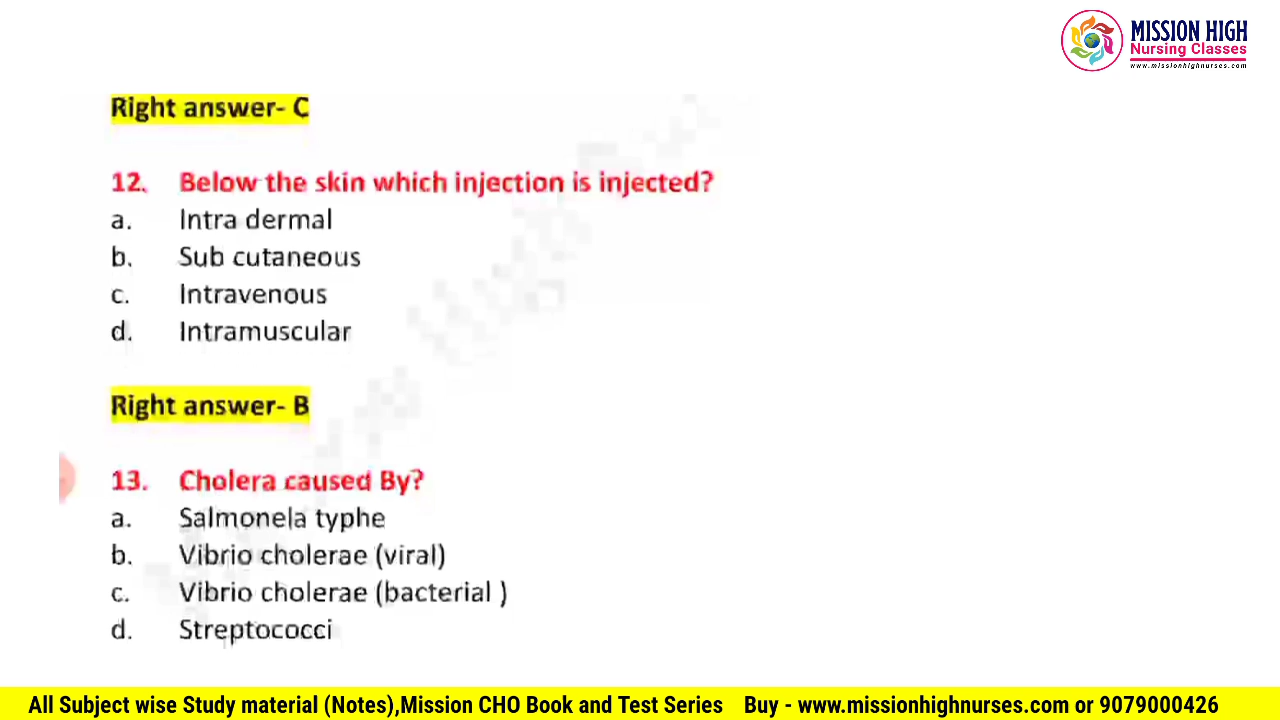 MISSION HIGH
Nursing Classes
www.missionhighnurses.com
Right answer- C
12. Below the skin which injection is injected?
a. Intra dermal
b. Sub cutaneous
c. Intravenous
d. Intramuscular
Right answer- B
13. Cholera caused By?
a. Salmonela typhe
b. Vibrio cholerae (viral)
c. Vibrio cholerae (bacterial )
d. Streptococci
All Subject wise Study material (Notes),Mission CHO Book and Test Series Buy - www.missionhighnurses.com or 9079000426